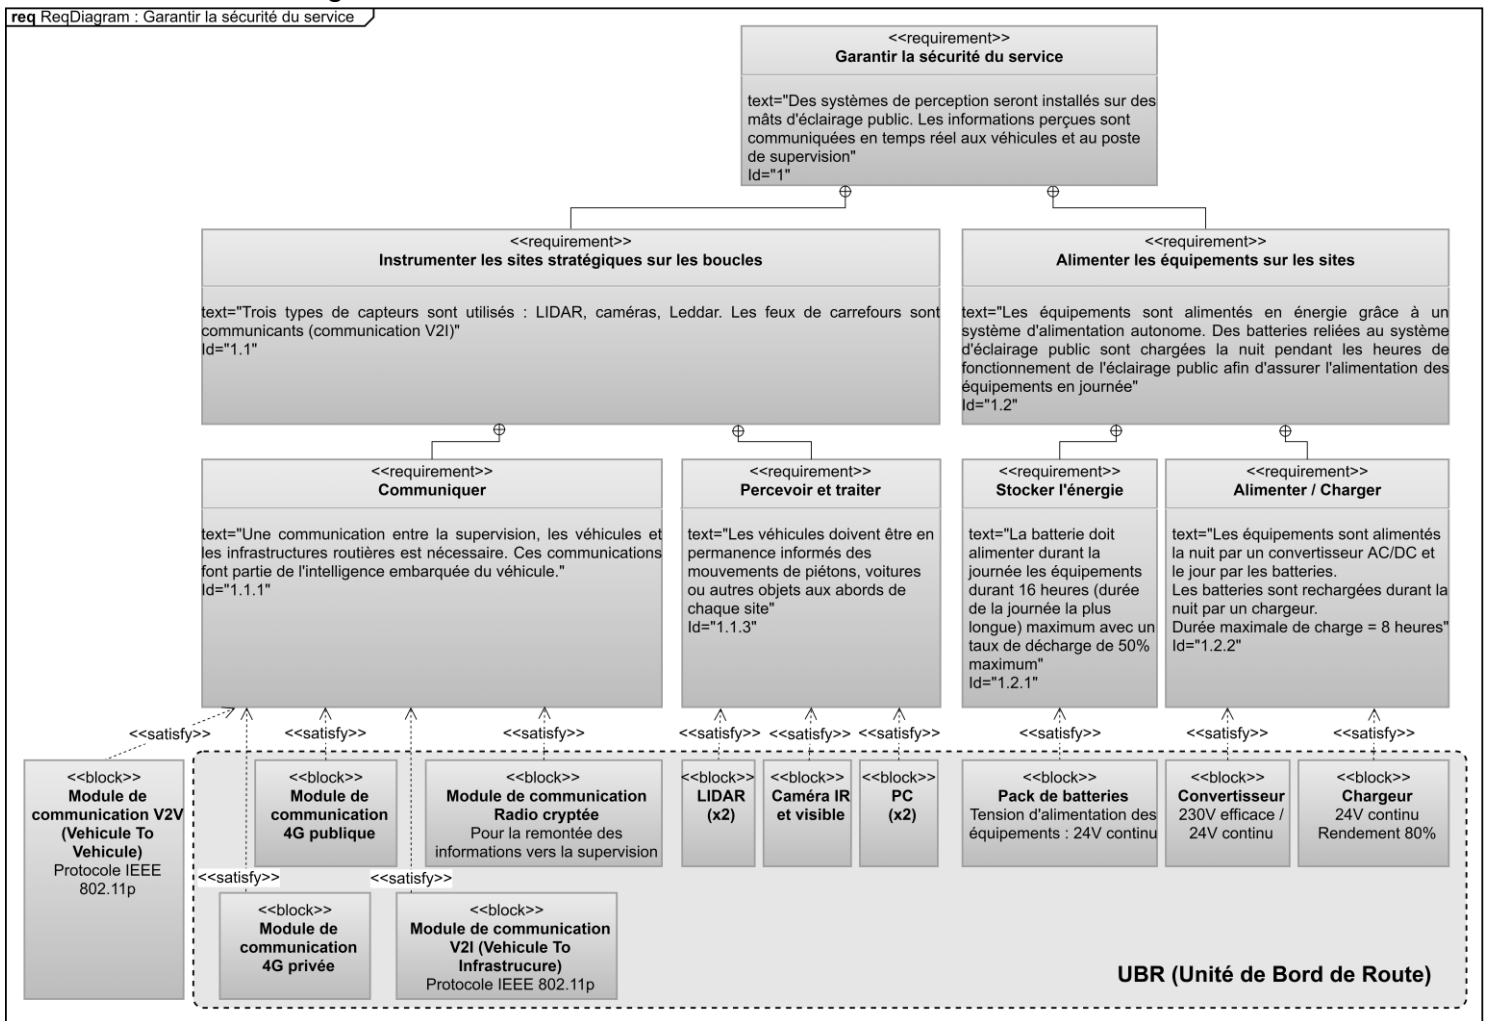 req ReqDiagram : Garantir la sécurité du service
<<requirement>>
Garantir la sécurité du service
text="Des systèmes de perception seront installés sur des
mâts d'éclairage public. Les informations perçues sont
communiquées en temps réel aux véhicules et au poste
de supervision"
Id="1"
<<requirement>>
Instrumenter les sites stratégiques sur les boucles
text="Trois types de capteurs sont utilisés : LIDAR, caméras, Leddar. Les feux de carrefours sont
communicants (communication V2I)"
Id="1.1"
<<requirement>>
Alimenter les équipements sur les sites
text="Les équipements sont alimentés en énergie grâce à un
système d'alimentation autonome. Des batteries reliées au système
d'éclairage public sont chargées la nuit pendant les heures de
fonctionnement de l'éclairage public afin d'assurer l'alimentation des
équipements en journée"
Id="1.2"
<<requirement>>
Communiquer
text="Une communication entre la supervision, les véhicules et
les infrastructures routières est nécessaire. Ces communications
font partie de l'intelligence embarquée du véhicule."
Id="1.1.1"
<<requirement>>
Percevoir et traiter
text="Les véhicules doivent être en
permanence informés des
mouvements de piétons, voitures
ou autres objets aux abords de
chaque site"
Id="1.1.3"
<<requirement>>
Stocker l'énergie
text="La batterie doit
alimenter durant la
journée les équipements
durant 16 heures (durée
de la journée la plus
longue) maximum avec un
taux de décharge de 50%
maximum"
Id="1.2.1"
<<requirement>>
Alimenter / Charger
text="Les équipements sont alimentés
la nuit par un convertisseur AC/DC et
le jour par les batteries.
Les batteries sont rechargées durant la
nuit par un chargeur.
Durée maximale de charge = 8 heures"
Id="1.2.2"
<<satisfy>>
<<satisfy>>
<<satisfy>>
<<satisfy>>
<<satisfy>>
<<satisfy>>
<<satisfy>>
<<satisfy>>
<<satisfy>>
<<block>>
Module de
communication V2V
(Vehicule To
Vehicule)
Protocole IEEE
802.11p
<<block>>
Module de
communication
4G publique
<<block>>
Module de communication
Radio cryptée
Pour la remontée des
informations vers la supervision
<<block>>
LIDAR
(x2)
<<block>>
Caméra IR
et visible
<<block>>
PC
(x2)
<<block>>
Pack de batteries
Tension d'alimentation des
équipements : 24V continu
<<block>>
Convertisseur
230V efficace /
24V continu
<<block>>
Chargeur
24V continu
Rendement 80%
<<satisfy>>
<<satisfy>>
<<block>>
Module de
communication
4G privée
<<block>>
Module de communication
V2I (Vehicule To
Infrastrucure)
Protocole IEEE 802.11p
UBR (Unité de Bord de Route)